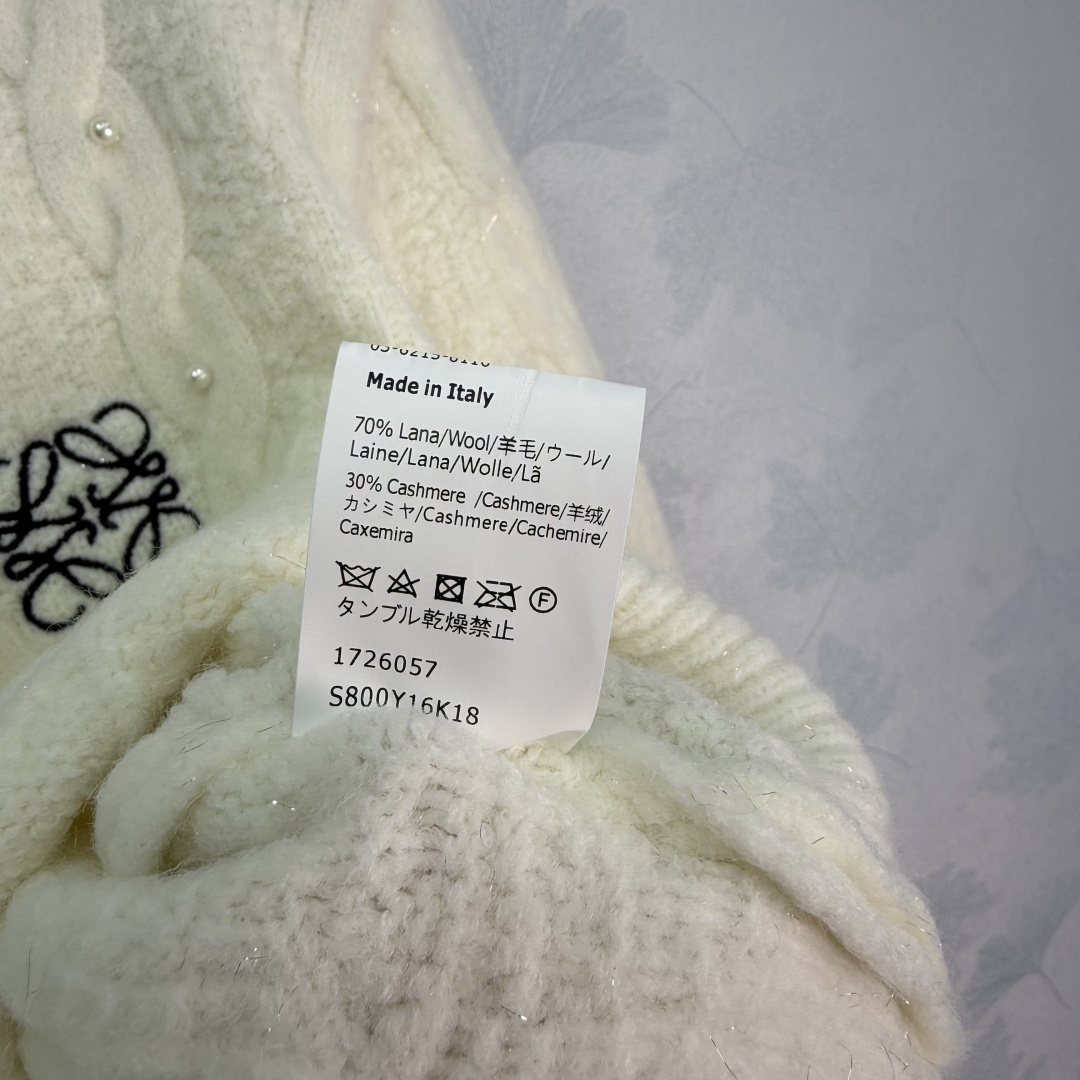 Made in Italy
70% Lana/Wool/羊毛/ウール/
Laine/Lana/Wolle/Lã
30% Cashmere /Cashmere/羊绒/
カシミヤ/Cashmere/Cachemire/
Caxemira
F
タンブル乾燥禁止
1726057
S800Y16K18